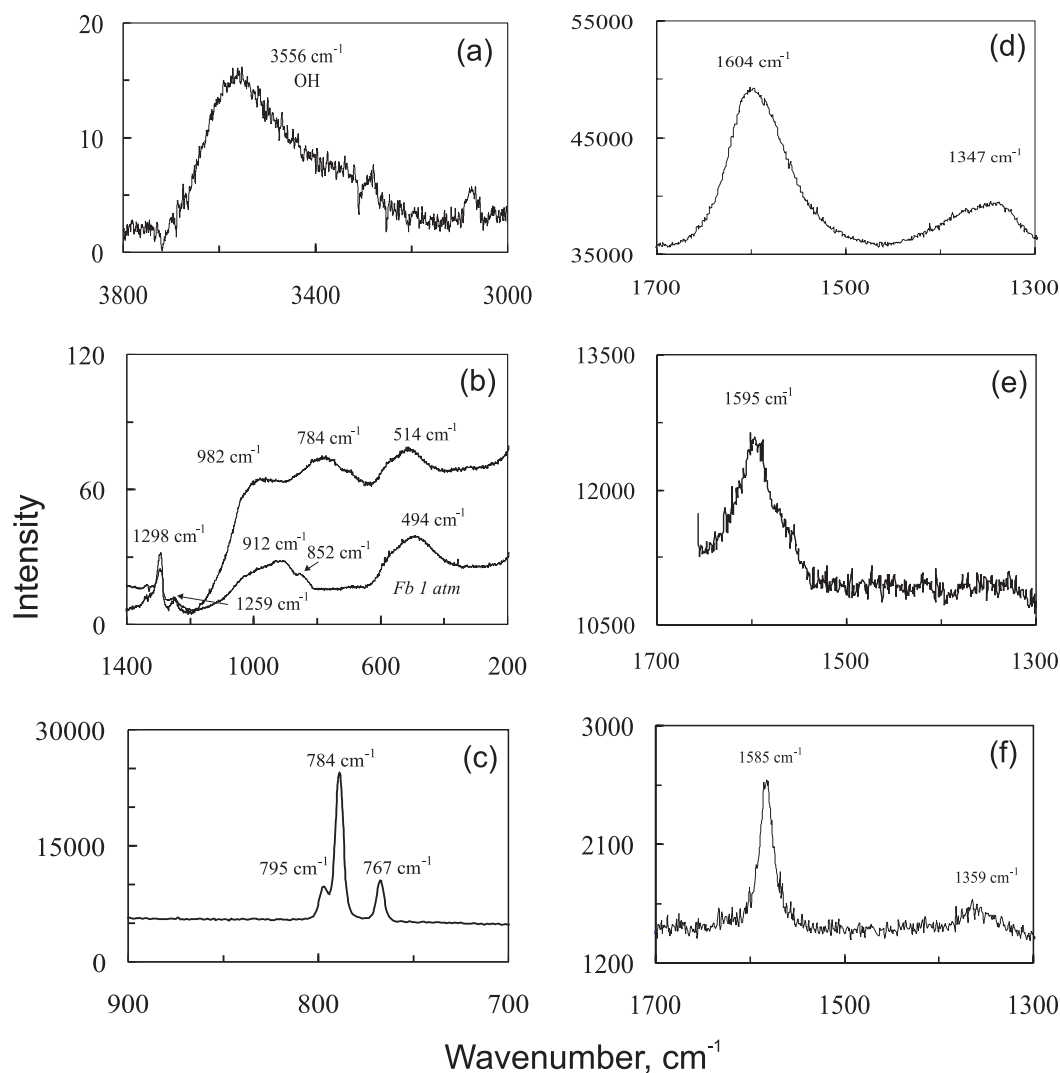 Intensity
20
10
0
3800
3400
3000
3556 cm⁻¹
OH
(a)
55000
45000
35000
1700
1500
1300
1604 cm⁻¹
1347 cm⁻¹
(d)
120
60
0
1400
1000
600
200
982 cm⁻¹
784 cm⁻¹
514 cm⁻¹
1298 cm⁻¹
912 cm⁻¹
852 cm⁻¹
494 cm⁻¹
1259 cm⁻¹
Fb 1 atm
(b)
13500
12000
10500
1700
1500
1300
1595 cm⁻¹
(e)
30000
15000
0
900
800
700
784 cm⁻¹
795 cm⁻¹
767 cm⁻¹
(c)
3000
2100
1200
1700
1500
1300
1585 cm⁻¹
1359 cm⁻¹
(f)
Wavenumber, cm⁻¹